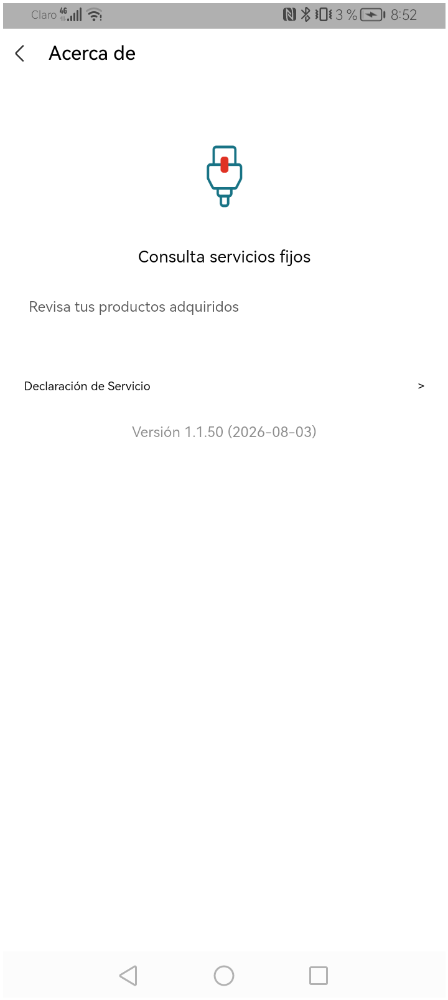 Claro 4G 3 % 8:52
Acerca de
Consulta servicios fijos
Revisa tus productos adquiridos
Declaración de Servicio >
Versión 1.1.50 (2026-08-03)